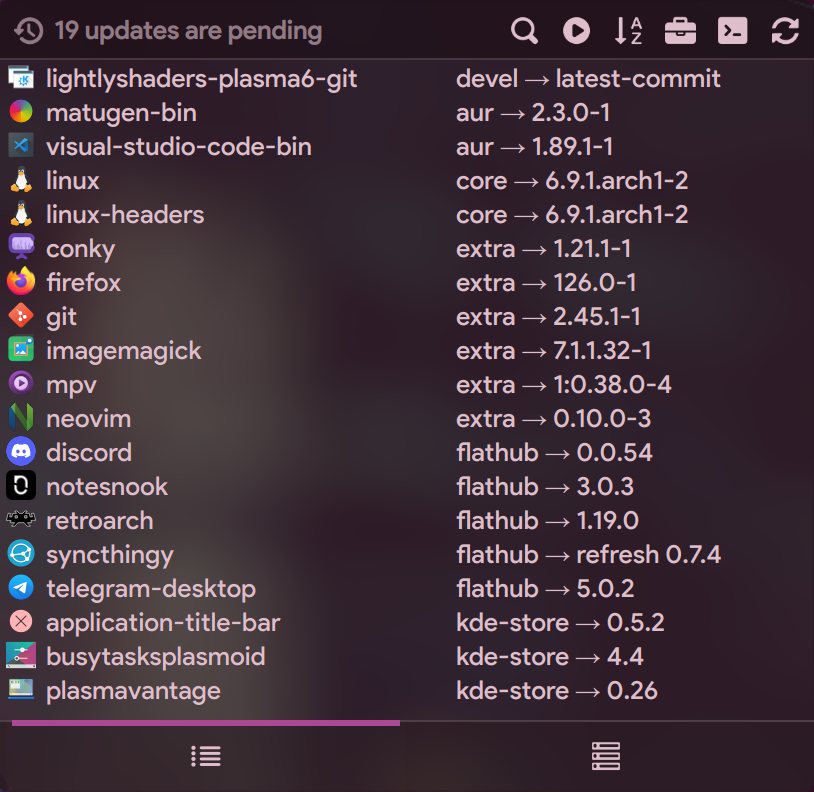 19 updates are pending
lightlyshaders-plasma6-git devel → latest-commit
matugen-bin aur → 2.3.0-1
visual-studio-code-bin aur → 1.89.1-1
linux core → 6.9.1.arch1-2
linux-headers core → 6.9.1.arch1-2
conky extra → 1.21.1-1
firefox extra → 126.0-1
git extra → 2.45.1-1
imagemagick extra → 7.1.1.32-1
mpv extra → 1:0.38.0-4
neovim extra → 0.10.0-3
discord flathub → 0.0.54
notesnook flathub → 3.0.3
retroarch flathub → 1.19.0
syncthingy flathub → refresh 0.7.4
telegram-desktop flathub → 5.0.2
application-title-bar kde-store → 0.5.2
busytasksplasmoid kde-store → 4.4
plasmavantage kde-store → 0.26